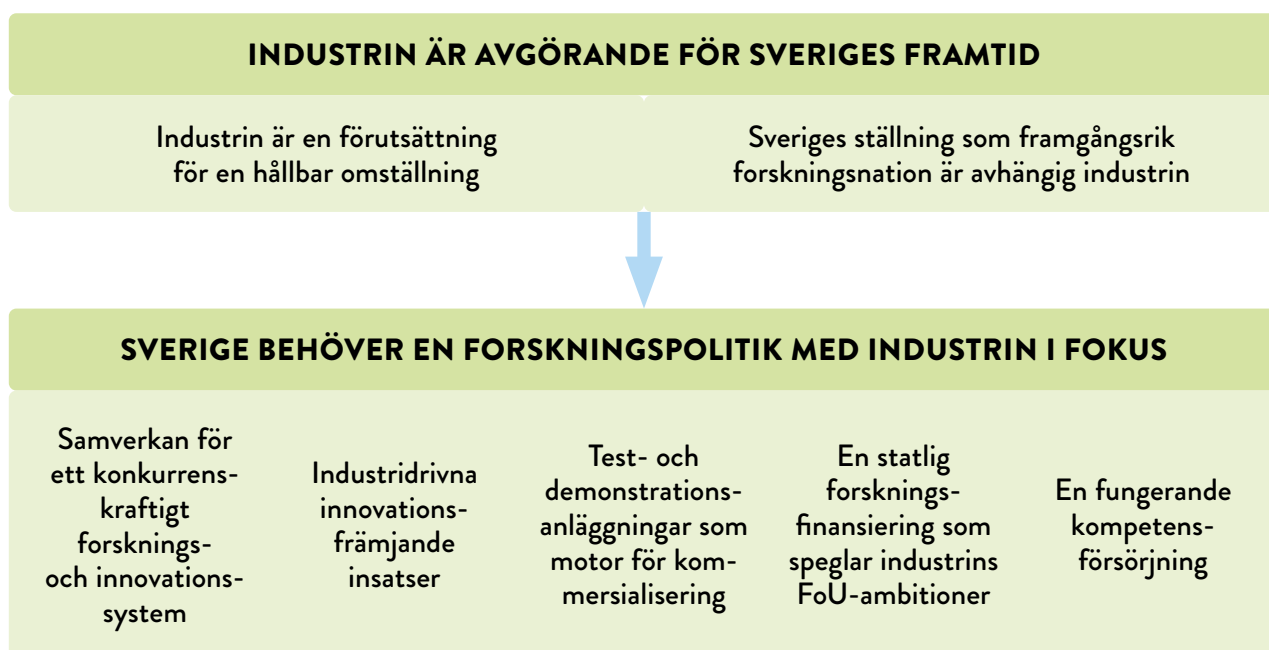 INDUSTRIN ÄR AVGÖRANDE FÖR SVERIGES FRAMTID
Industrin är en förutsättning
för en hållbar omställning
Sveriges ställning som framgångsrik
forskningsnation är avhängig industrin
SVERIGE BEHÖVER EN FORSKNINGSPOLITIK MED INDUSTRIN I FOKUS
Samverkan för
ett konkurrens-
kraftigt
forsknings-
och innovations-
system
Industridrivna
innovations-
främjande
insatser
Test- och
demonstrations-
anläggningar som
motor för kom-
mersialisering
En statlig
forsknings-
finansiering som
speglar industrins
FoU-ambitioner
En fungerande
kompetens-
försörjning